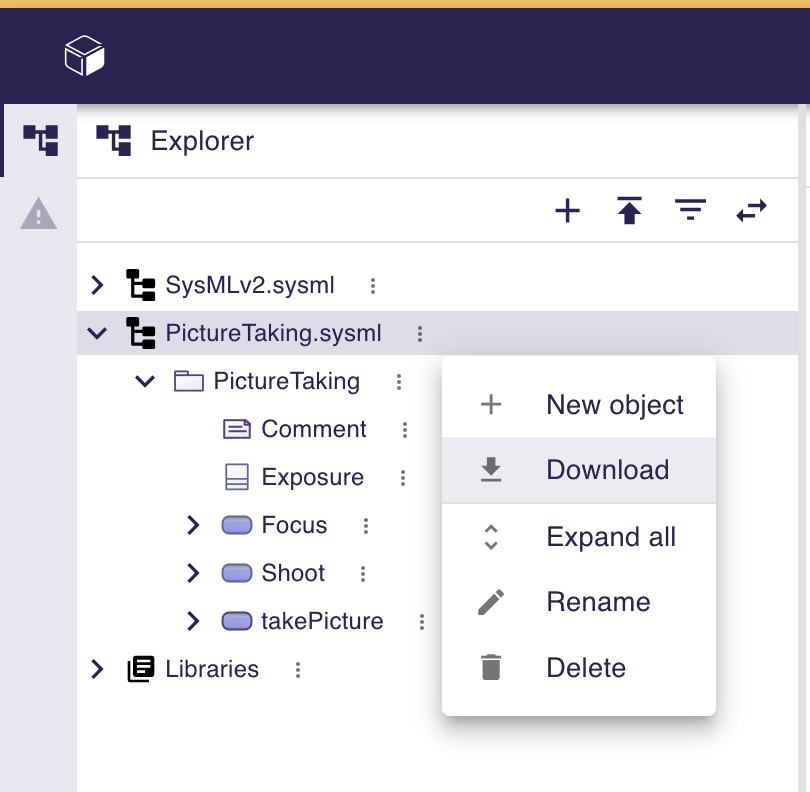 Explorer
SysMLv2.sysml
PictureTaking.sysml
PictureTaking
Comment
Exposure
Focus
Shoot
takePicture
Libraries
New object
Download
Expand all
Rename
Delete